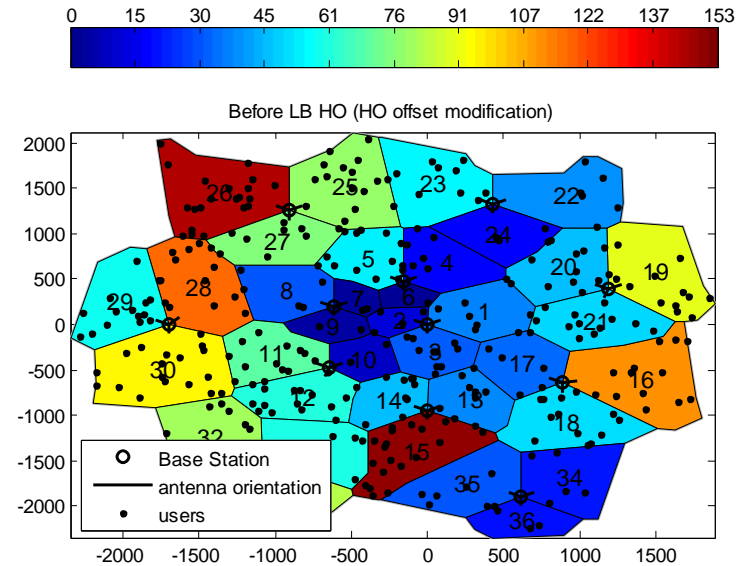 0 15 30 45 61 76 91 107 122 137 153
Before LB HO (HO offset modification)
2000
1500
1000
500
0
-500
-1000
-1500
-2000
26 25 23 22
27 5 24
4 20 19
29 28 8 7 6
9 2 1 21
30 11 10 3 17 16
12 14 13 18
32 15
35 34
36
Base Station
antenna orientation
users
-2000 -1500 -1000 -500 0 500 1000 1500